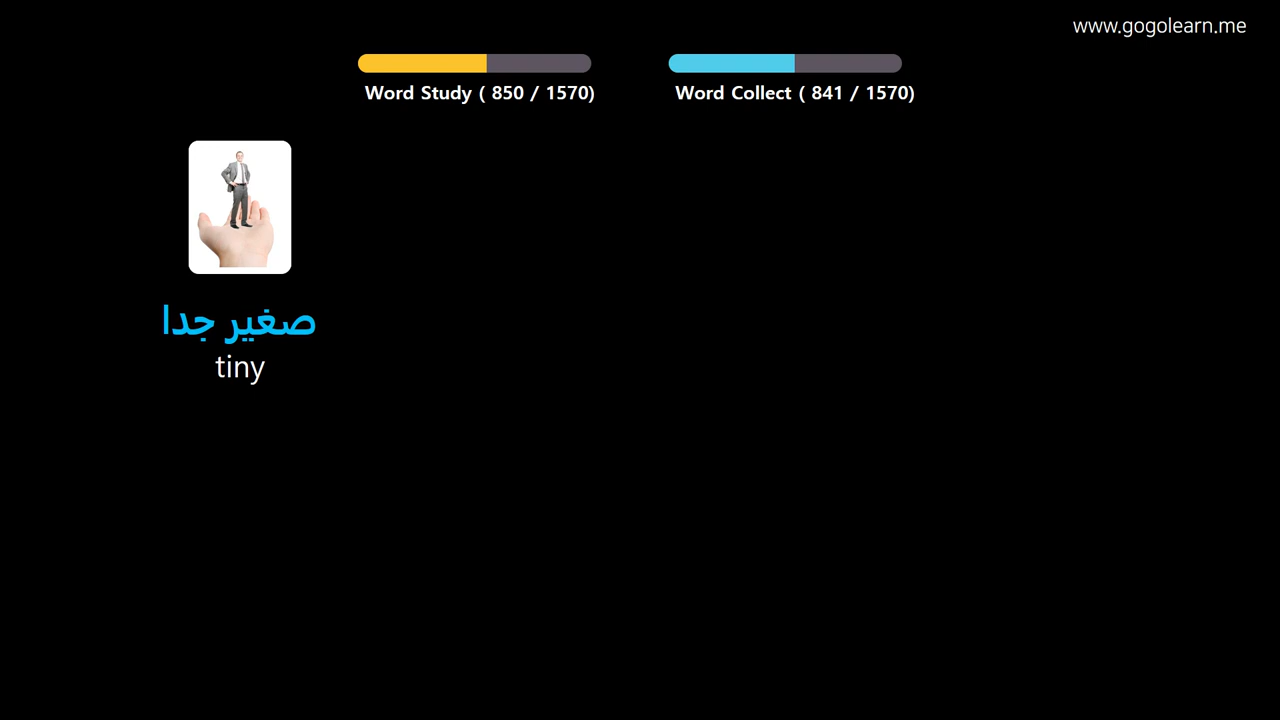 www.gogolearn.me
Word Study ( 850 / 1570)
Word Collect ( 841 / 1570)
صغير جدا
tiny